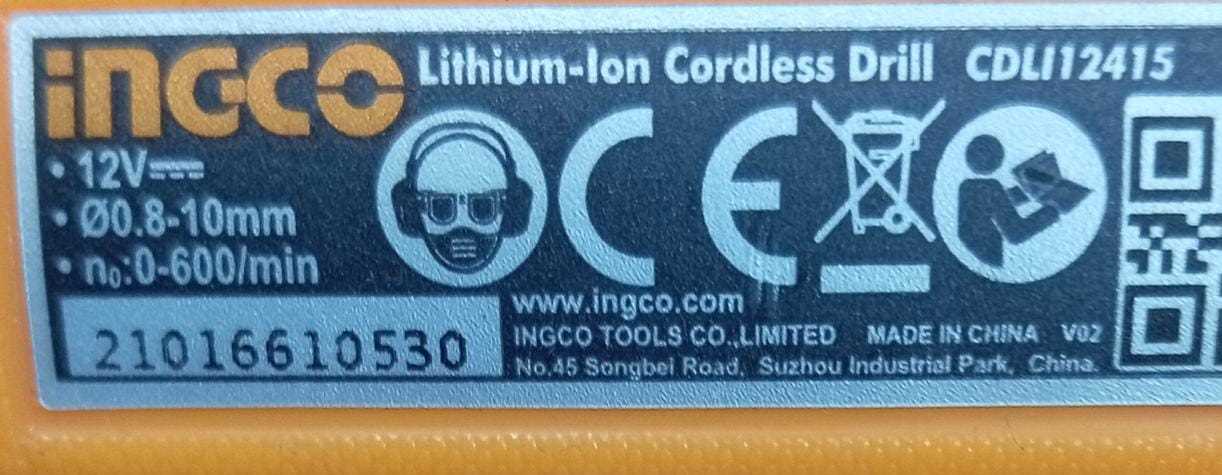 iNGCO Lithium-Ion Cordless Drill CDLI12415
• 12V⎓
• Ø0.8-10mm
• n₀:0-600/min
CE
21016610530
www.ingco.com
INGCO TOOLS CO.,LIMITED MADE IN CHINA V02
No.45 Songbei Road, Suzhou Industrial Park, China.